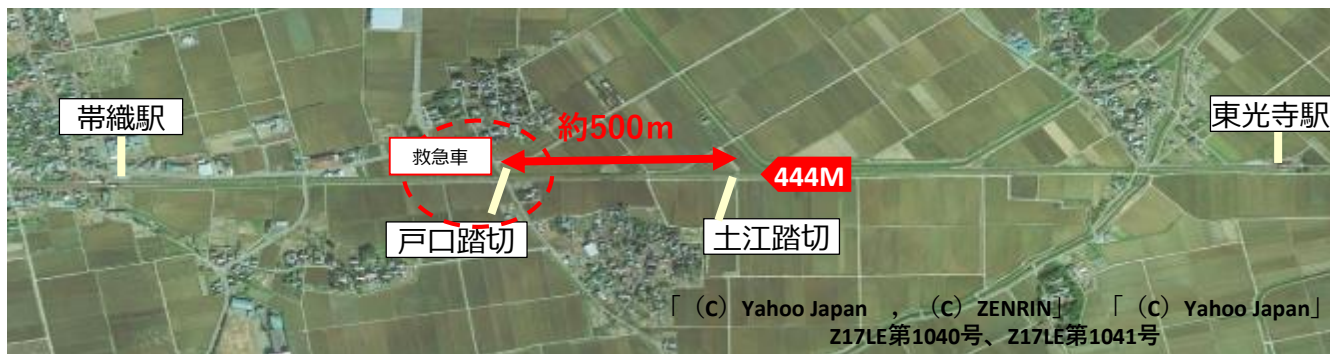 帯織駅
救急車
約500m
東光寺駅
444M
戸口踏切
土江踏切
「（C）Yahoo Japan ，（C）ZENRIN」 「（C）Yahoo Japan」
Z17LE第1040号、Z17LE第1041号